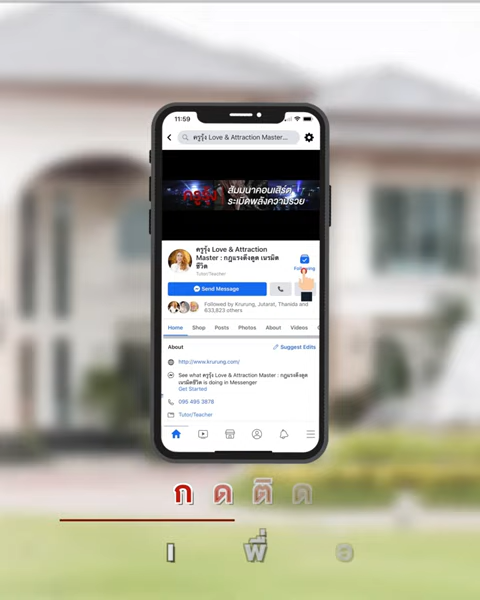 11:59
ครูรุ้ง Love & Attraction Master...
ครูรุ้ง
สัมมนาคอนเสิร์ต
ระเบิดพลังความรวย
ครูรุ้ง Love & Attraction
Master : กฎแรงดึงดูด เนรมิต
ชีวิต
Tutor/Teacher
Following
Send Message
Followed by Krurung, Jutarat, Thanida and
833,823 others
Home Shop Posts Photos About Videos
About
Suggest Edits
http://www.krurung.com/
See what ครูรุ้ง Love & Attraction Master : กฎแรงดึงดูด
เนรมิตชีวิต is doing in Messenger
Get Started
095 495 3878
Tutor/Teacher
ก ด ติ ด
เ พื่ อ